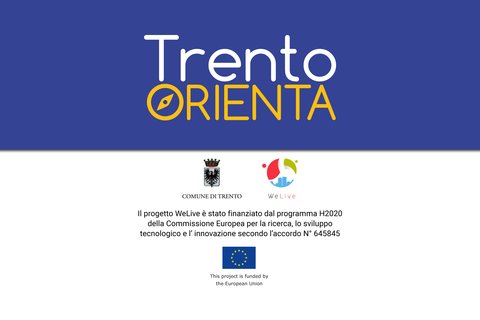 Trento
ORIENTA
COMUNE DI TRENTO
WeLive
Il progetto WeLive è stato finanziato dal programma H2020
della Commissione Europea per la ricerca, lo sviluppo
tecnologico e l' innovazione secondo l'accordo N° 645845
This project is funded by
the European Union